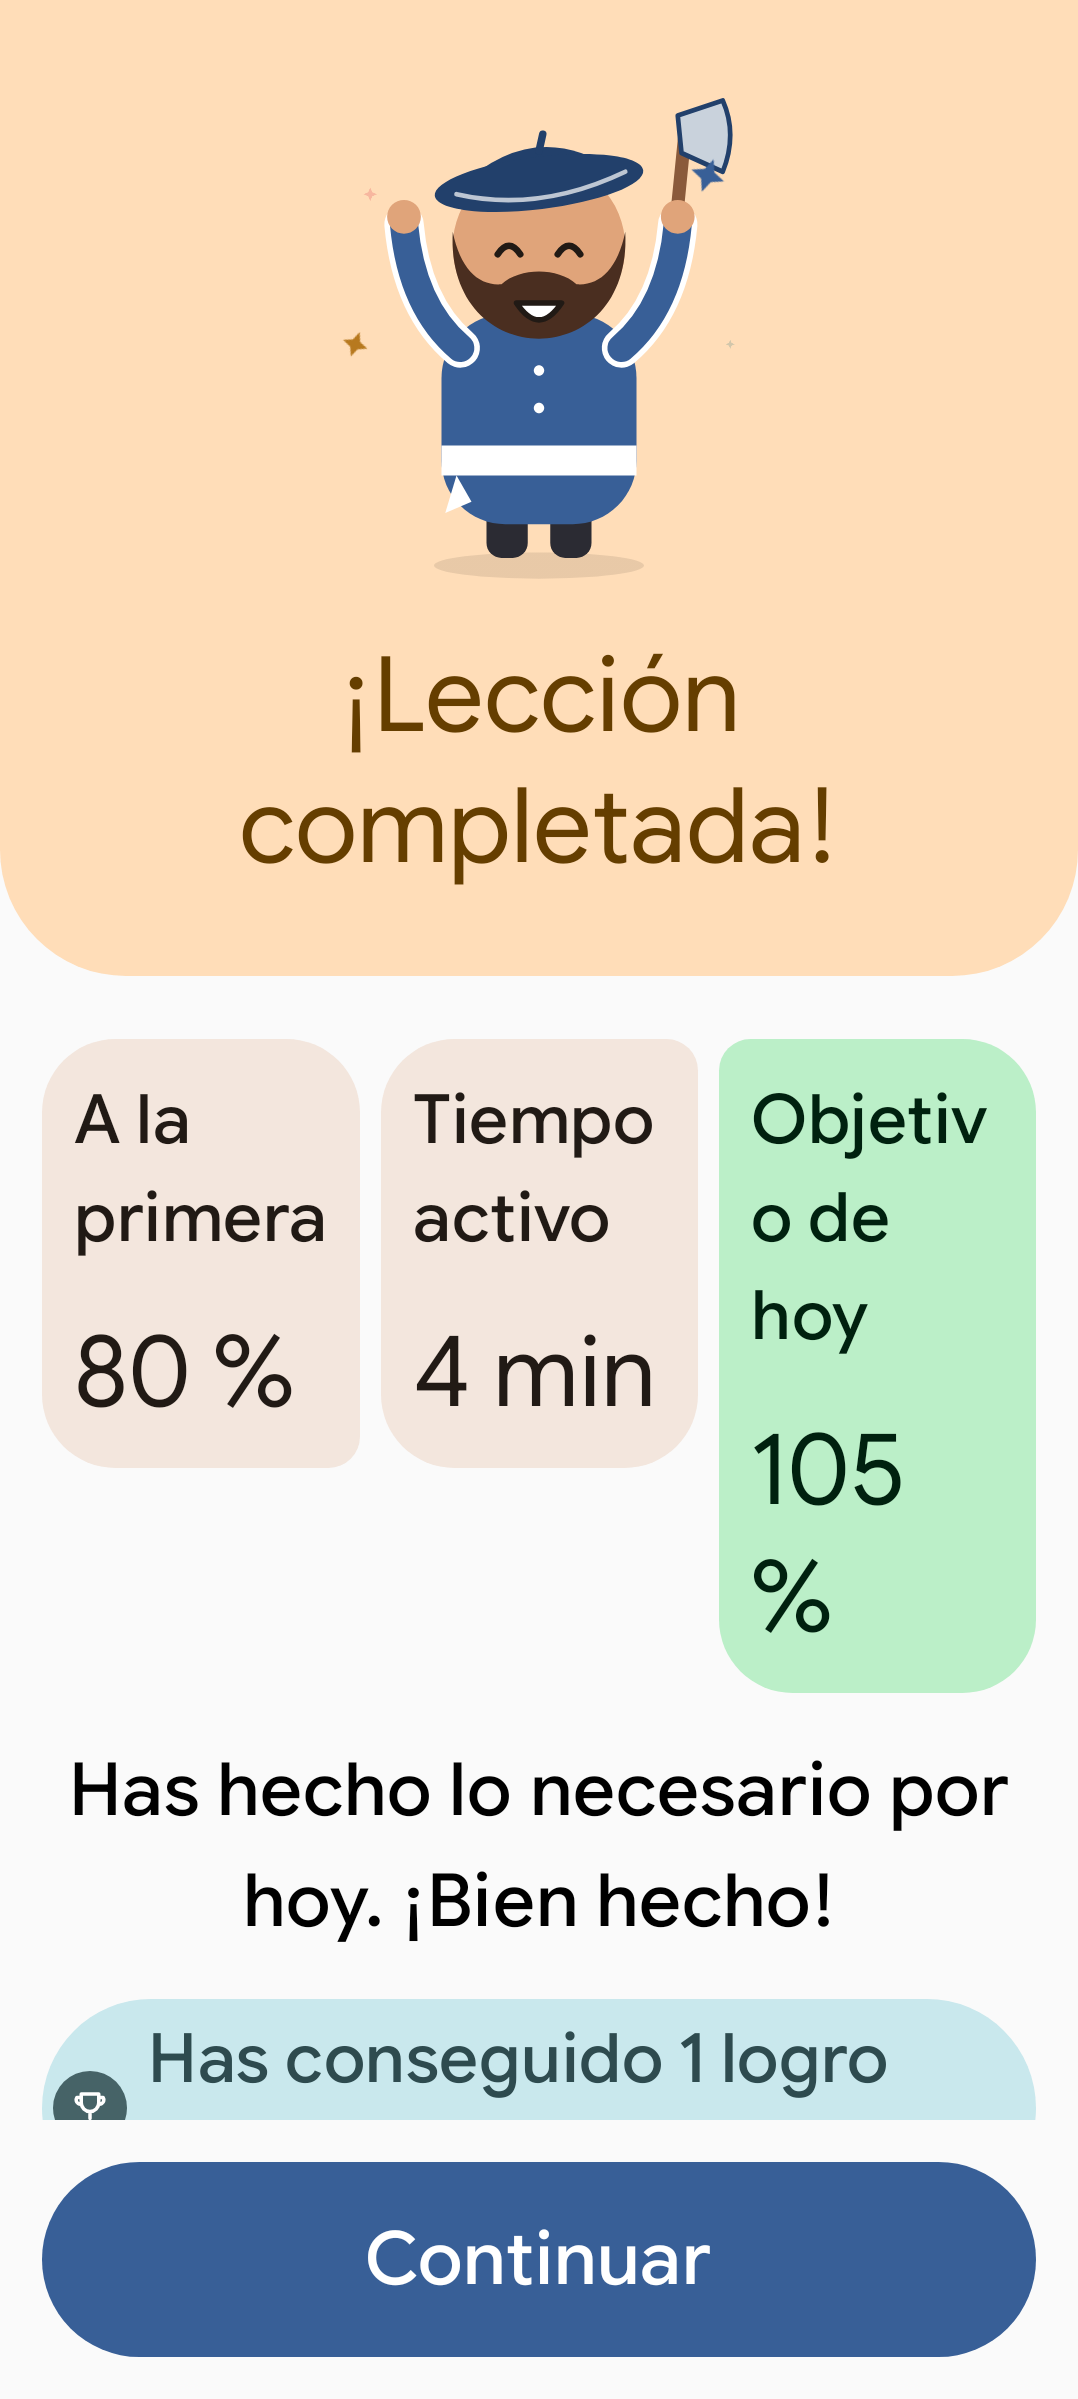 ¡Lección
completada!
A la
primera
80 %
Tiempo
activo
4 min
Objetiv
o de
hoy
105
%
Has hecho lo necesario por
hoy. ¡Bien hecho!
Has conseguido 1 logro
Continuar